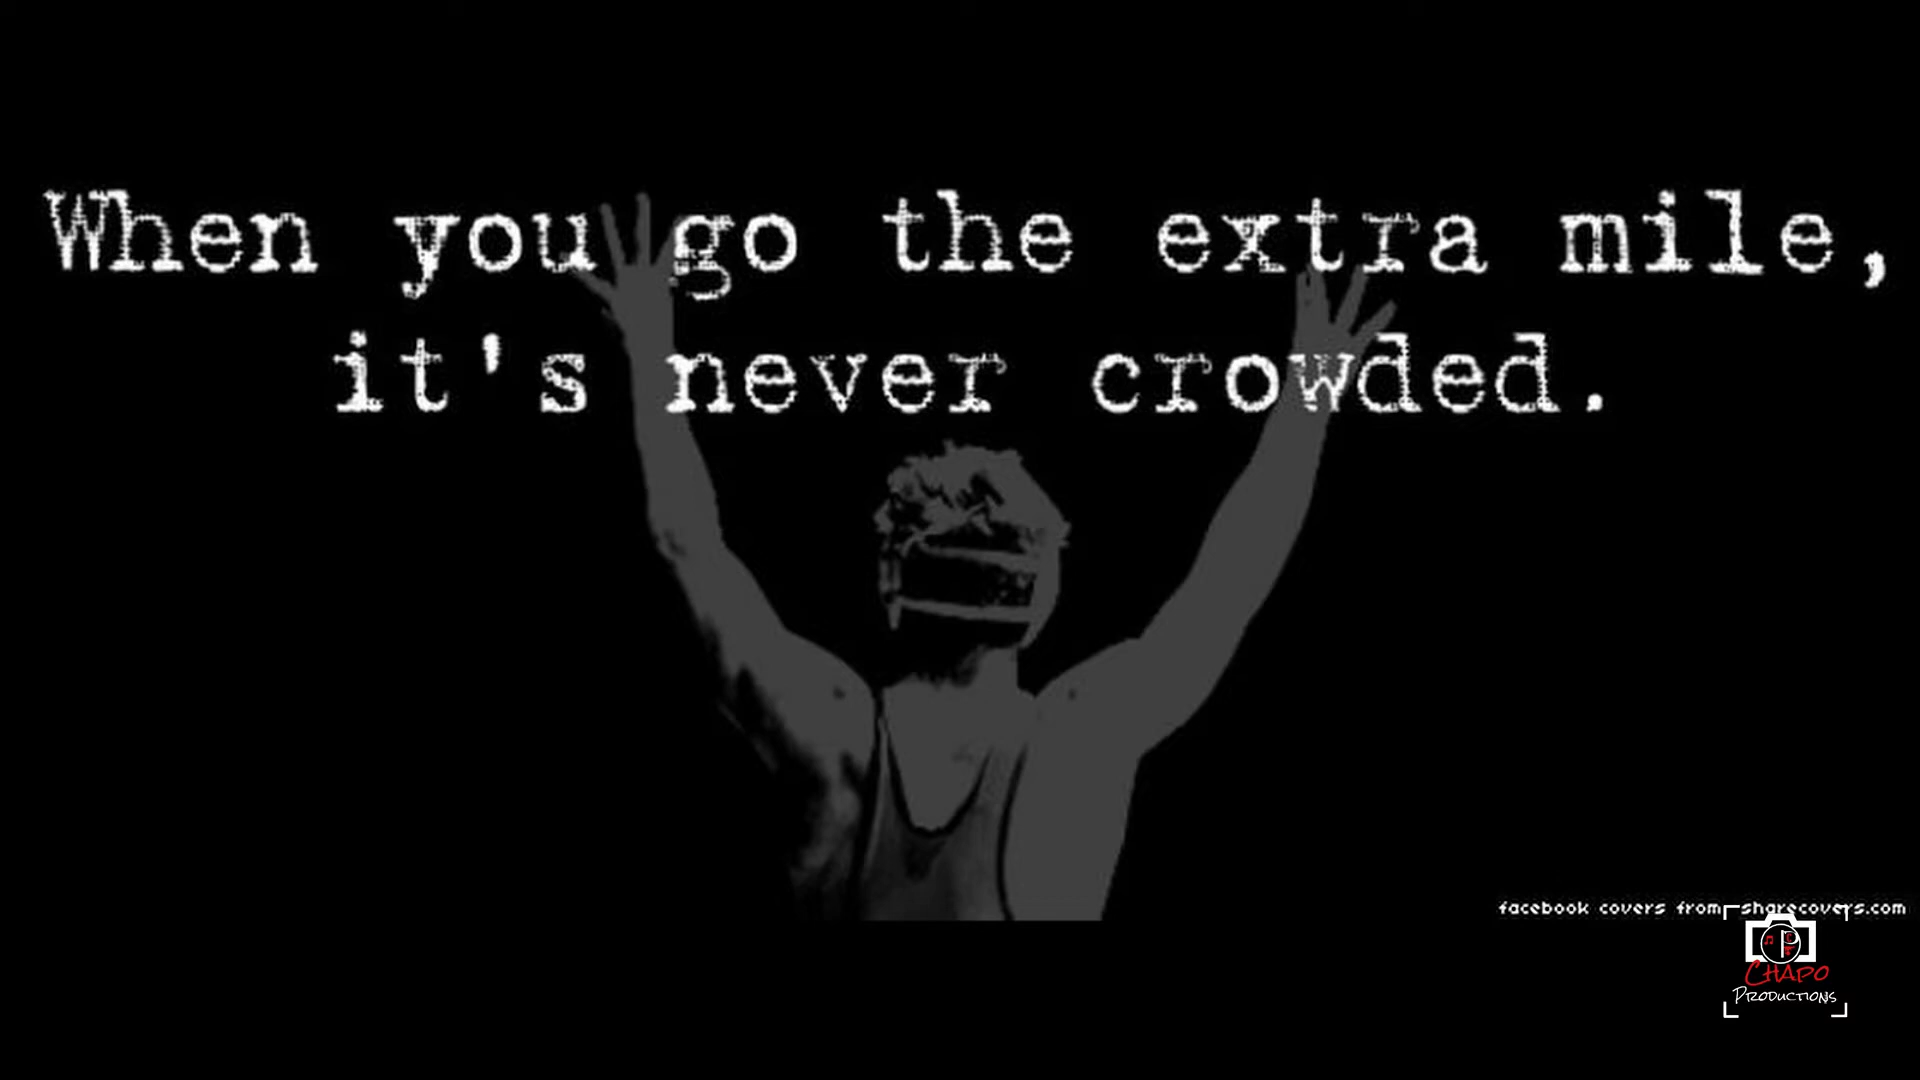 When you go the extra mile,
it's never crowded.
facebook covers from sharecovers.com
P
CHAPO
PRODUCTIONS